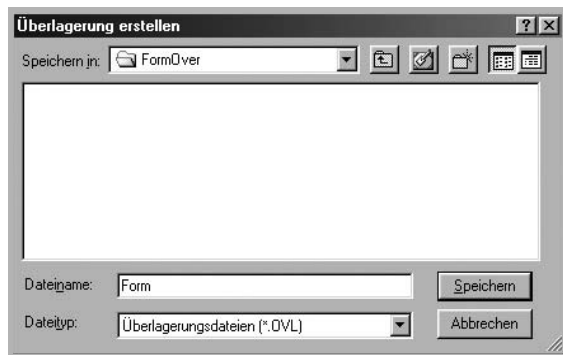 Überlagerung erstellen
Speichern in: FormOver
Dateiname: Form Speichern
Dateityp: Überlagerungsdateien (*.OVL) Abbrechen